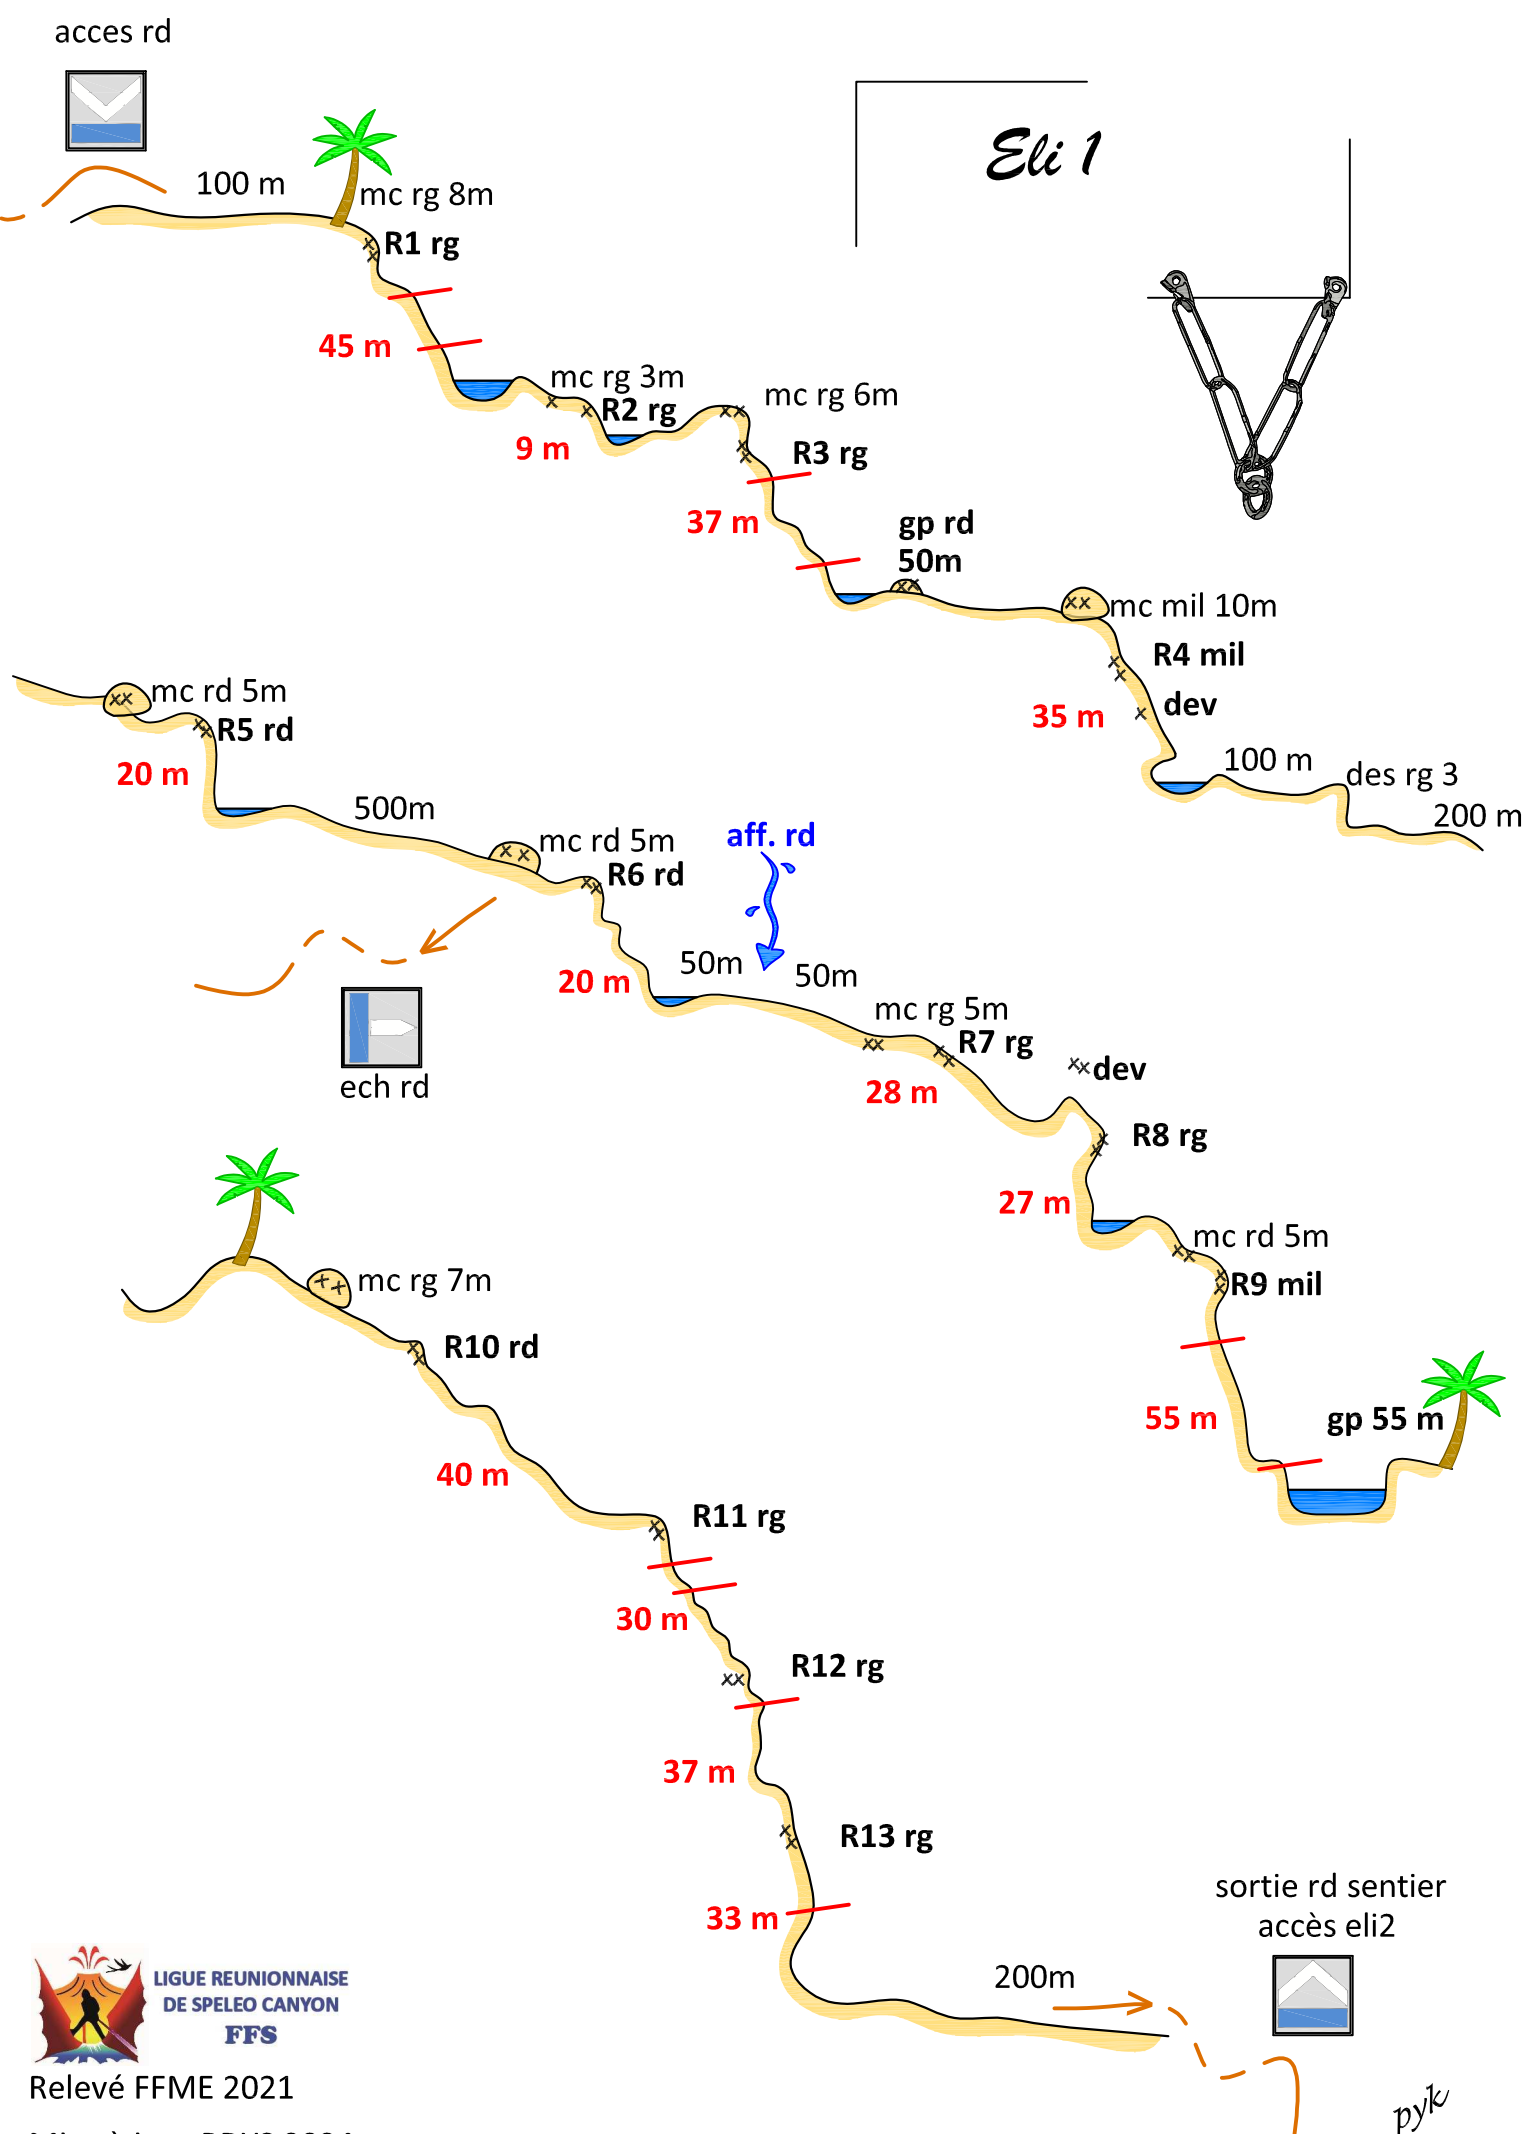 acces rd
Eli 1
100 m
mc rg 8m
R1 rg
45 m
mc rg 3m
R2 rg
9 m
mc rg 6m
R3 rg
37 m
gp rd
50m
mc mil 10m
R4 mil
dev
35 m
100 m
des rg 3
200 m
mc rd 5m
R5 rd
20 m
500m
mc rd 5m
R6 rd
ech rd
20 m
aff. rd
50m
50m
mc rg 5m
R7 rg
28 m
dev
R8 rg
27 m
mc rd 5m
R9 mil
55 m
gp 55 m
mc rg 7m
R10 rd
40 m
R11 rg
30 m
R12 rg
37 m
R13 rg
33 m
200m
sortie rd sentier
accès eli2
LIGUE REUNIONNAISE
DE SPELEO CANYON
FFS
Relevé FFME 2021
pyk